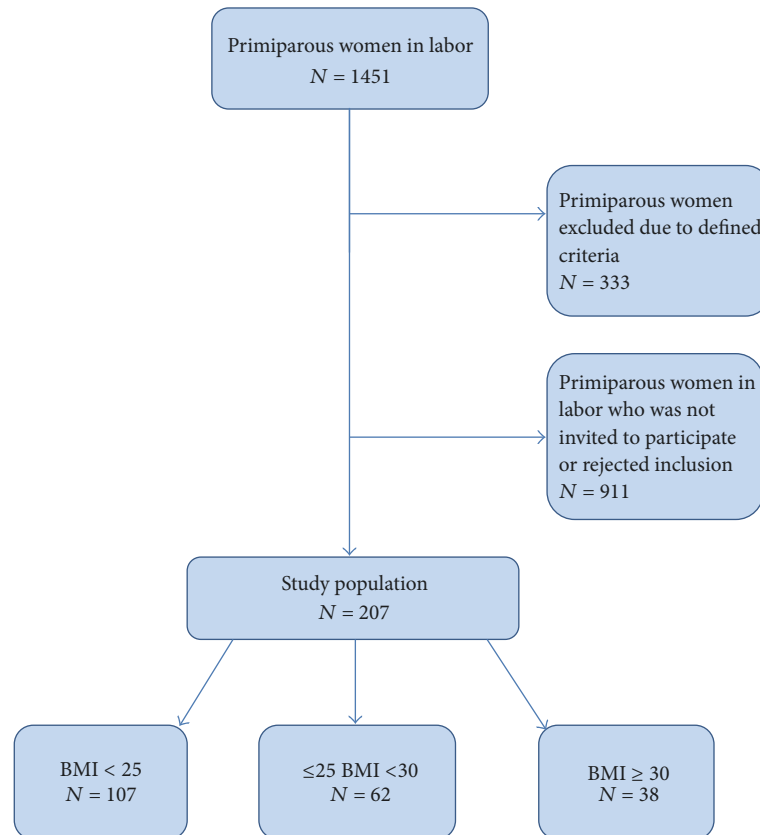 Primiparous women in labor
N = 1451
Primiparous women
excluded due to defined
criteria
N = 333
Primiparous women in
labor who was not
invited to participate
or rejected inclusion
N = 911
Study population
N = 207
BMI < 25
N = 107
≤25 BMI <30
N = 62
BMI ≥ 30
N = 38